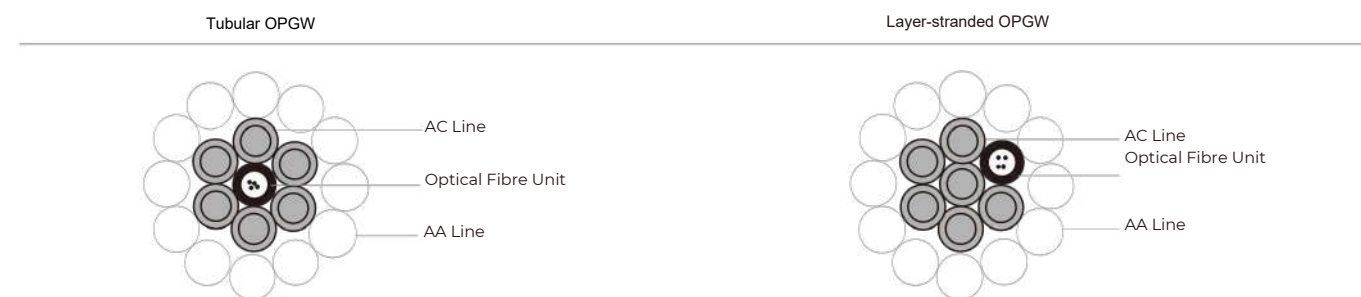 Tubular OPGW
Layer-stranded OPGW
AC Line
Optical Fibre Unit
AA Line
AC Line
Optical Fibre Unit
AA Line